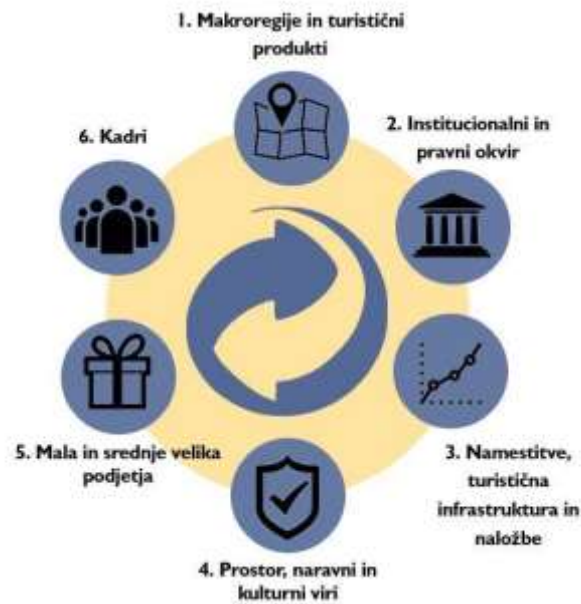 1. Makroregije in turistični
produkti
2. Institucionalni in
pravni okvir
3. Namestitve,
turistična
infrastruktura in
naložbe
4. Prostor, naravni in
kulturni viri
5. Mala in srednje velika
podjetja
6. Kadri